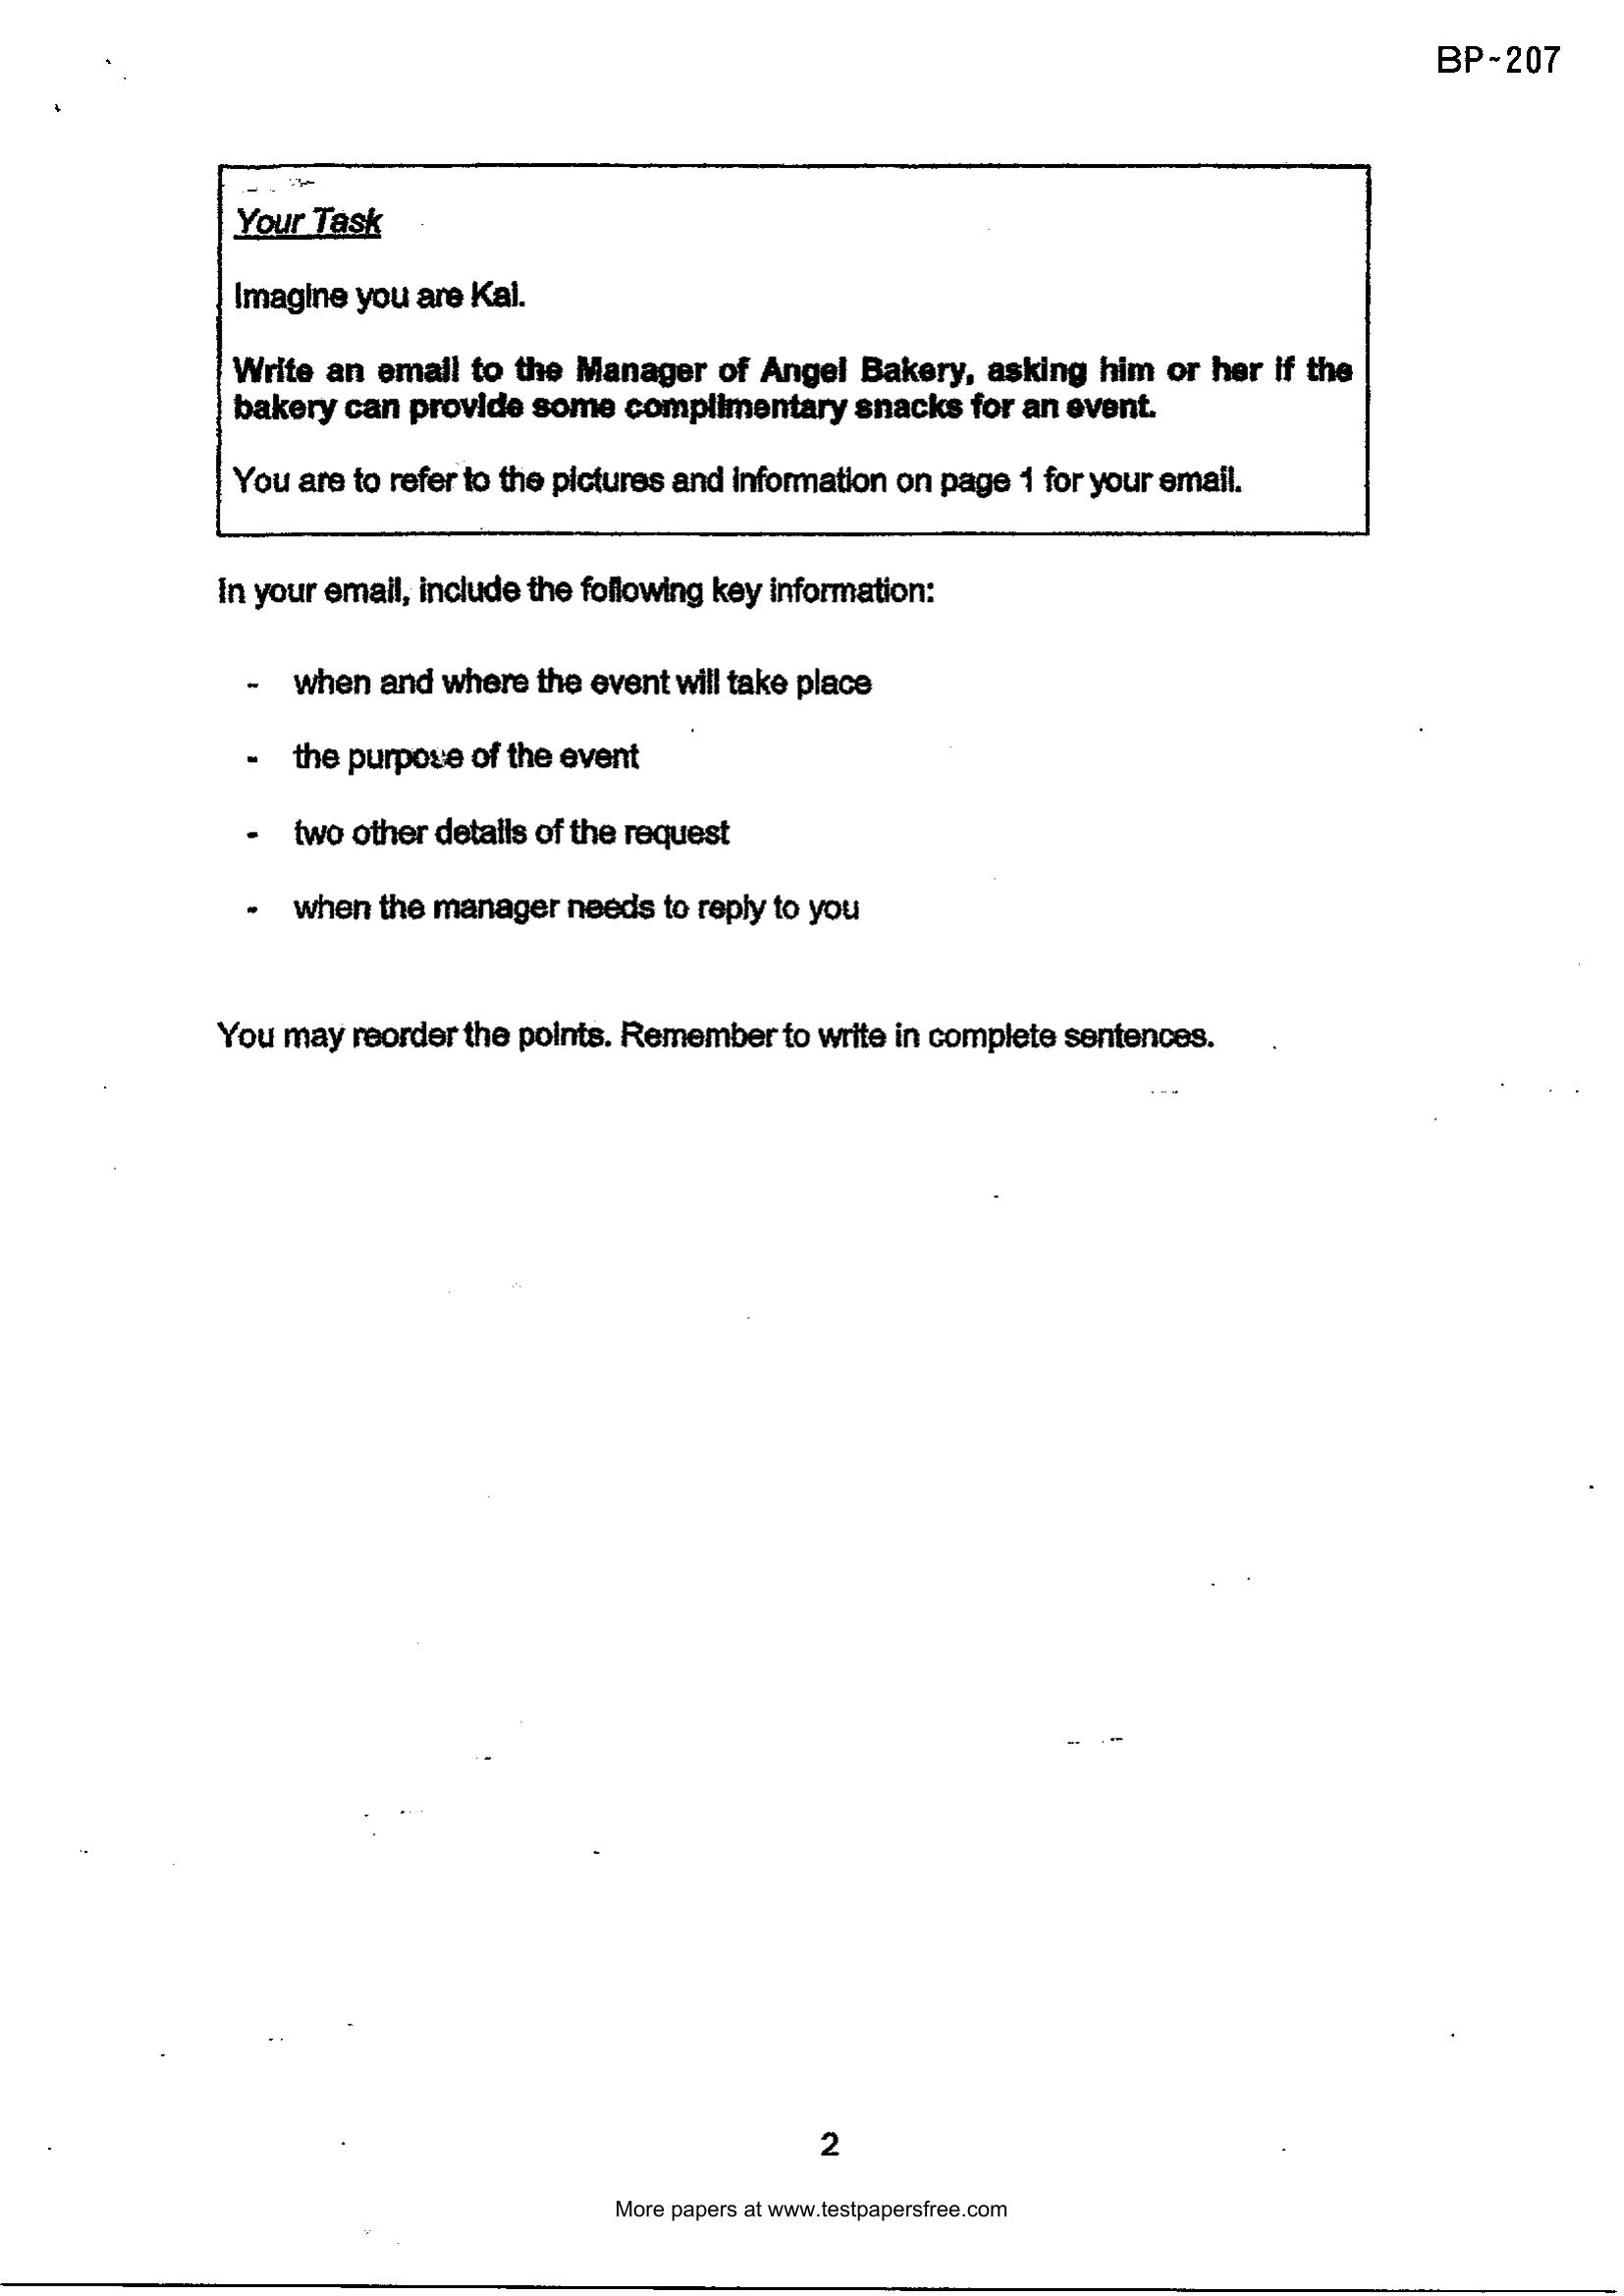 BP-207
Your Task
Imagine you are Kai.
Write an email to the Manager of Angel Bakery, asking him or her if the
bakery can provide some complimentary snacks for an event.
You are to refer to the pictures and information on page 1 for your email.
In your email, include the following key information:
- when and where the event will take place
- the purpose of the event
- two other details of the request
- when the manager needs to reply to you
You may reorder the points. Remember to write in complete sentences.
2
More papers at www.testpapersfree.com